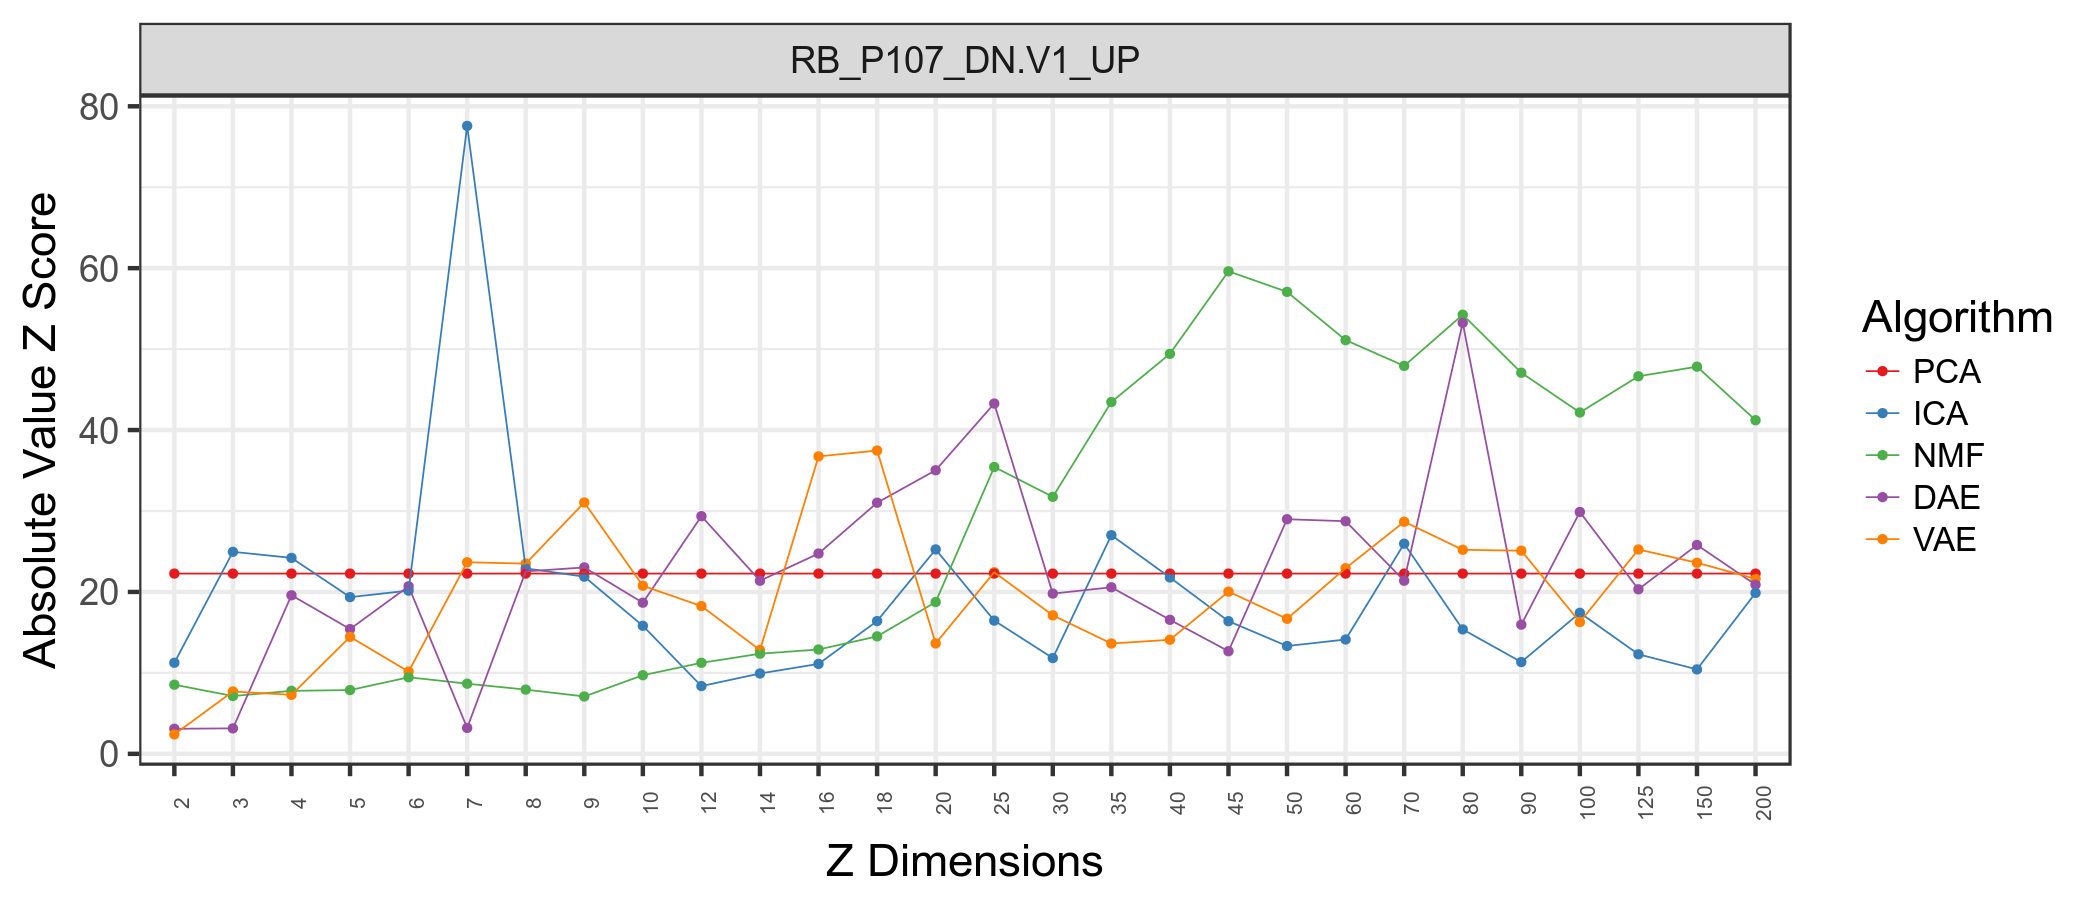 RB_P107_DN.V1_UP
Absolute Value Z Score
80
60
40
20
0
2 3 4 5 6 7 8 9 10 12 14 16 18 20 25 30 35 40 45 50 60 70 80 90 100 125 150 200
Z Dimensions
Algorithm
PCA
ICA
NMF
DAE
VAE